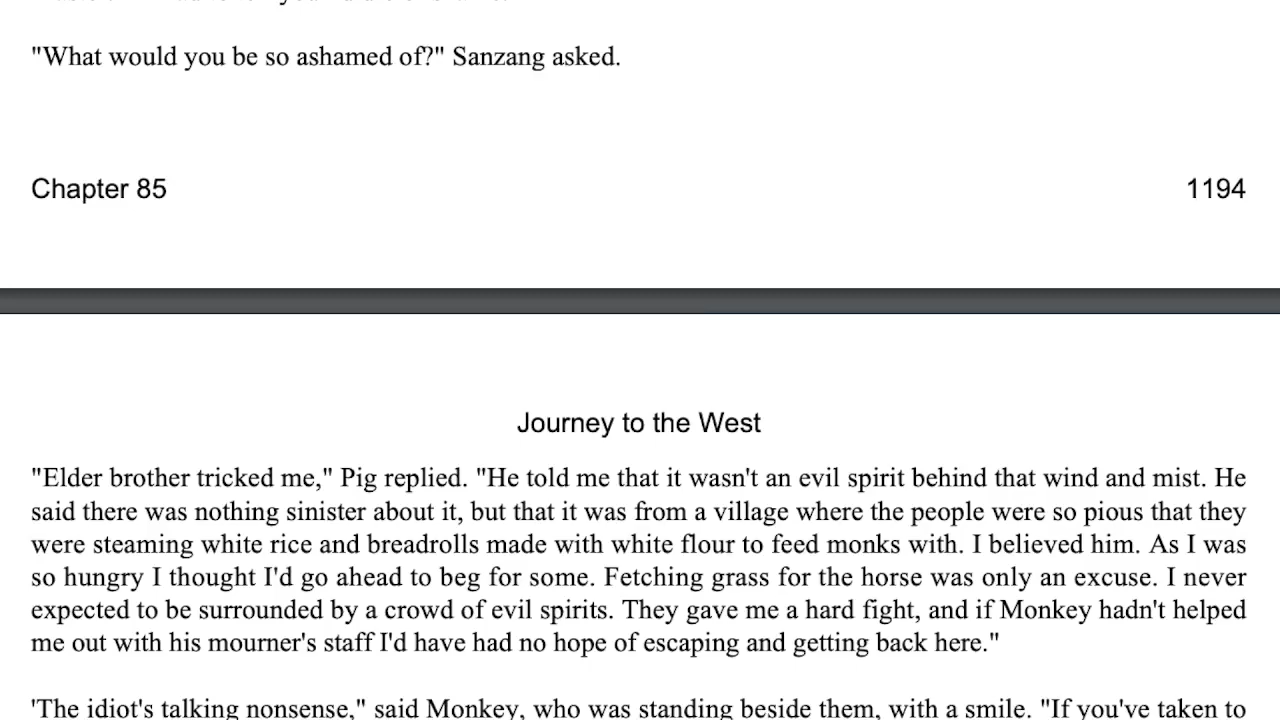 "What would you be so ashamed of?" Sanzang asked.
Chapter 85
1194
Journey to the West
"Elder brother tricked me," Pig replied. "He told me that it wasn't an evil spirit behind that wind and mist. He
said there was nothing sinister about it, but that it was from a village where the people were so pious that they
were steaming white rice and breadrolls made with white flour to feed monks with. I believed him. As I was
so hungry I thought I'd go ahead to beg for some. Fetching grass for the horse was only an excuse. I never
expected to be surrounded by a crowd of evil spirits. They gave me a hard fight, and if Monkey hadn't helped
me out with his mourner's staff I'd have had no hope of escaping and getting back here."
'The idiot's talking nonsense," said Monkey, who was standing beside them, with a smile. "If you've taken to